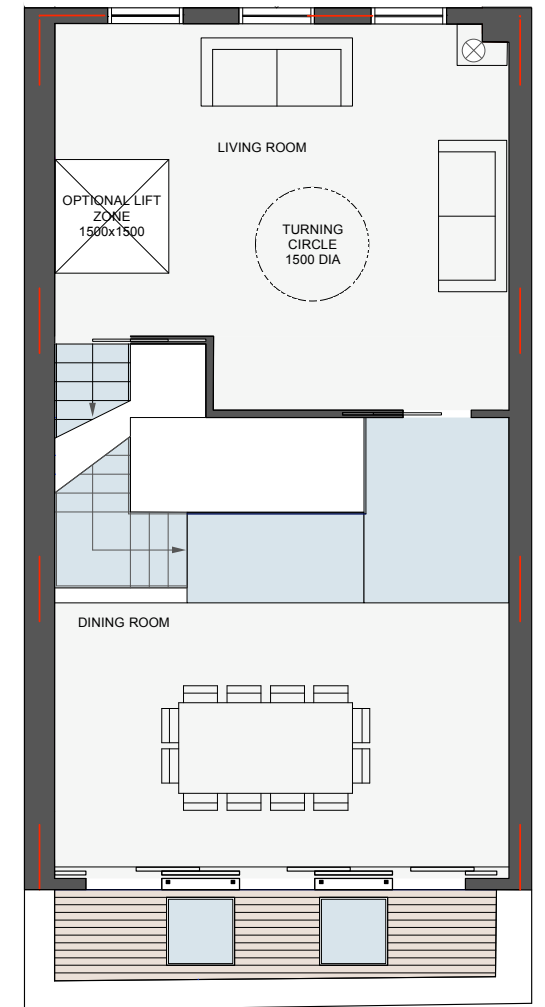 LIVING ROOM
OPTIONAL LIFT
ZONE
1500x1500
TURNING
CIRCLE
1500 DIA
DINING ROOM